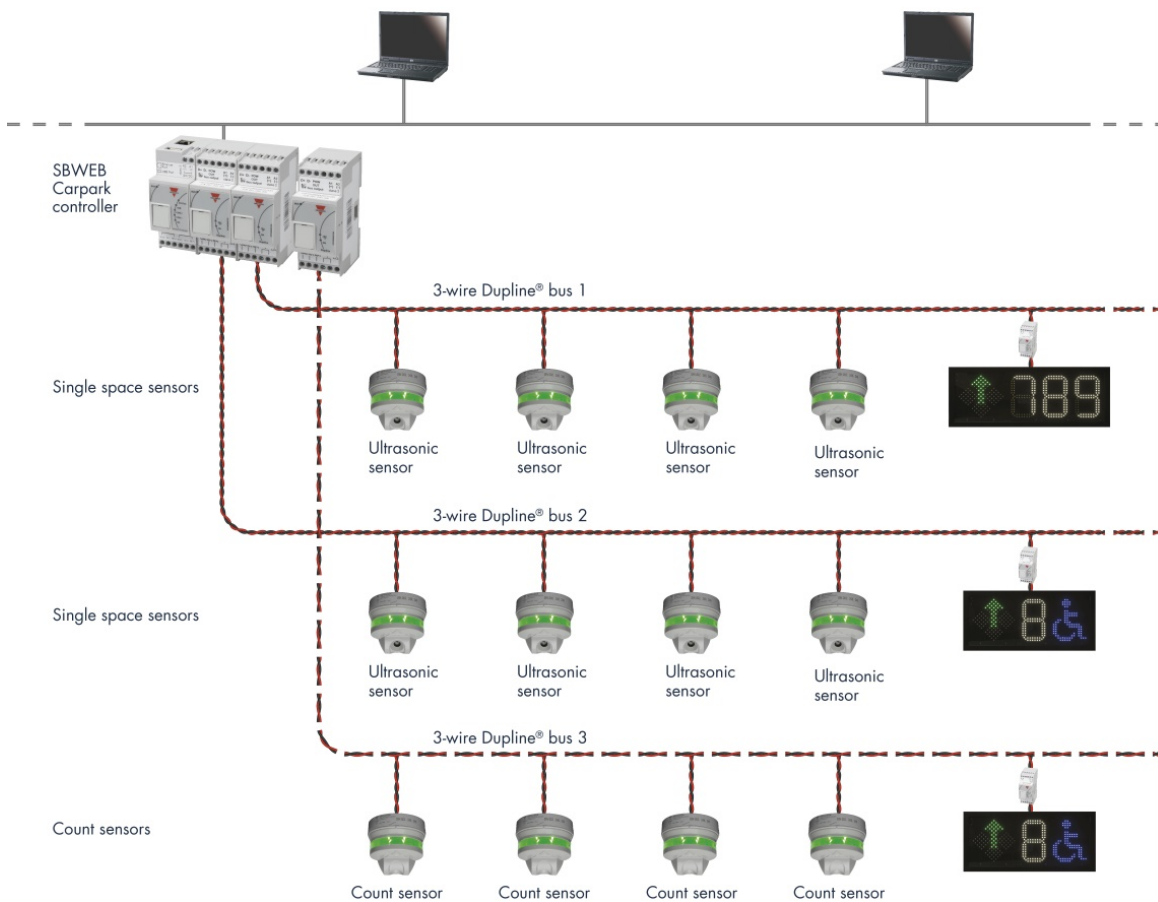 SBWEB
Carpark
controller
3-wire Dupline® bus 1
Single space sensors
789
Ultrasonic
sensor
Ultrasonic
sensor
Ultrasonic
sensor
Ultrasonic
sensor
3-wire Dupline® bus 2
Single space sensors
8
Ultrasonic
sensor
Ultrasonic
sensor
Ultrasonic
sensor
Ultrasonic
sensor
3-wire Dupline® bus 3
Count sensors
8
Count sensor
Count sensor
Count sensor
Count sensor